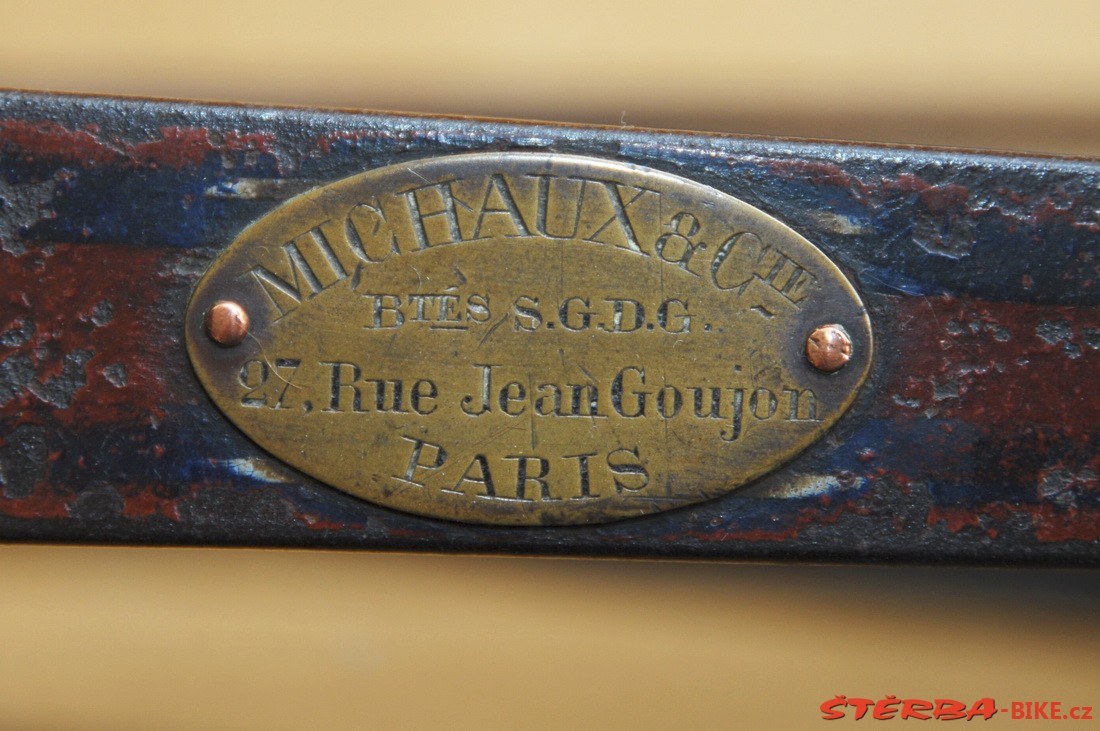 MICHAUX & CIE
BTÉS S.G.D.G.
27, Rue Jean Goujon
PARIS
ŠTĚRBA-BIKE.cz